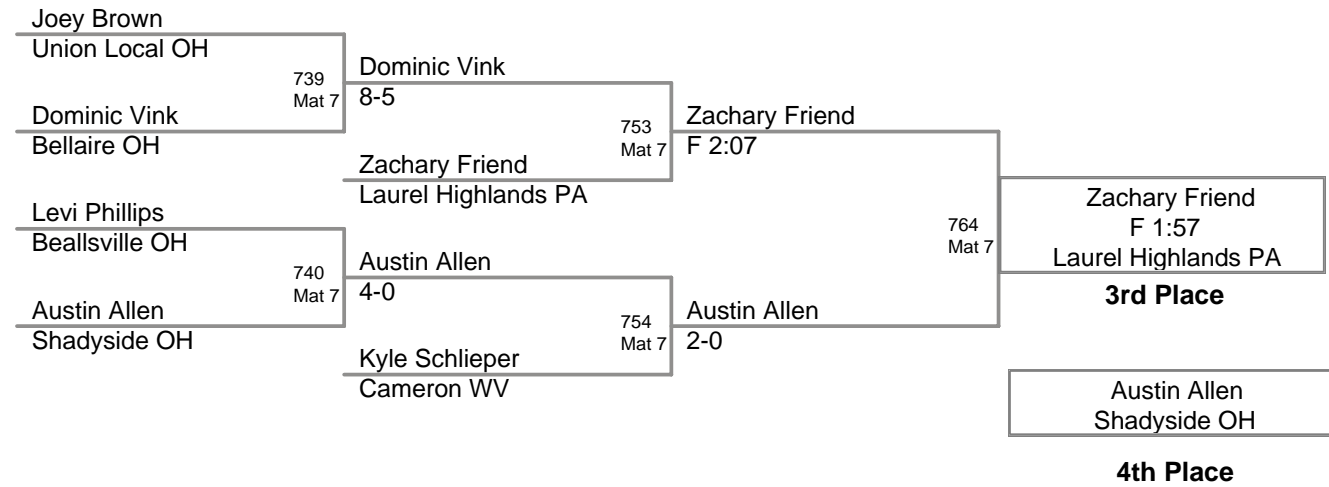 Joey Brown
Union Local OH
739
Mat 7
Dominic Vink
8-5
Dominic Vink
Bellaire OH
753
Mat 7
Zachary Friend
F 2:07
Zachary Friend
Laurel Highlands PA
Levi Phillips
Beallsville OH
740
Mat 7
Austin Allen
4-0
Austin Allen
Shadyside OH
754
Mat 7
Austin Allen
2-0
Kyle Schlieper
Cameron WV
764
Mat 7
Zachary Friend
F 1:57
Laurel Highlands PA
3rd Place
Austin Allen
Shadyside OH
4th Place